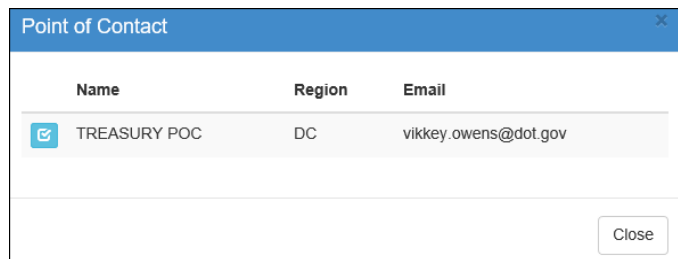 Point of Contact ×
Name Region Email
TREASURY POC DC vikkey.owens@dot.gov
Close